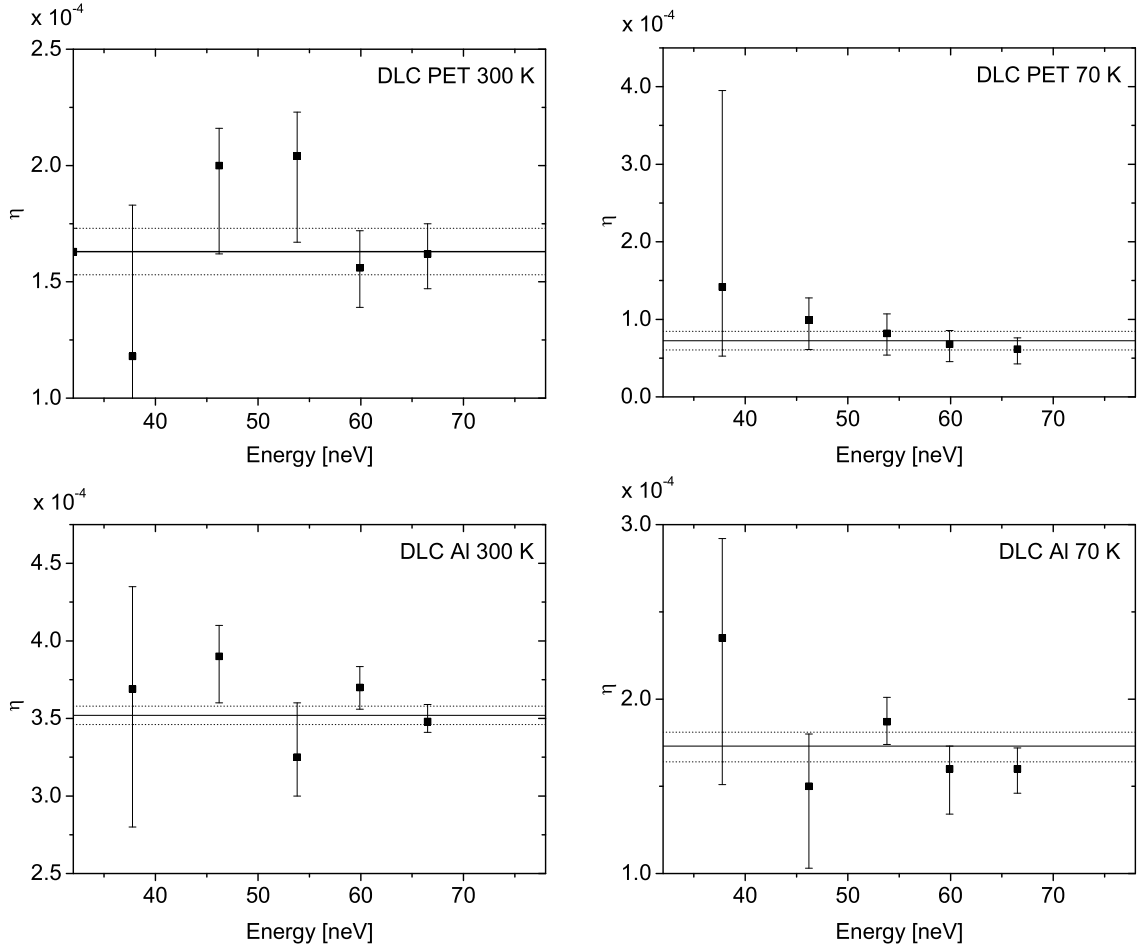 x 10-4
2.5
DLC PET 300 K
2.0
η
1.5
1.0
40 50 60 70
Energy [neV]
x 10-4
DLC PET 70 K
4.0
3.0
η
2.0
1.0
0.0
40 50 60 70
Energy [neV]
x 10-4
DLC Al 300 K
4.5
4.0
η
3.5
3.0
2.5
40 50 60 70
Energy [neV]
x 10-4
3.0
DLC Al 70 K
η
2.0
1.0
40 50 60 70
Energy [neV]